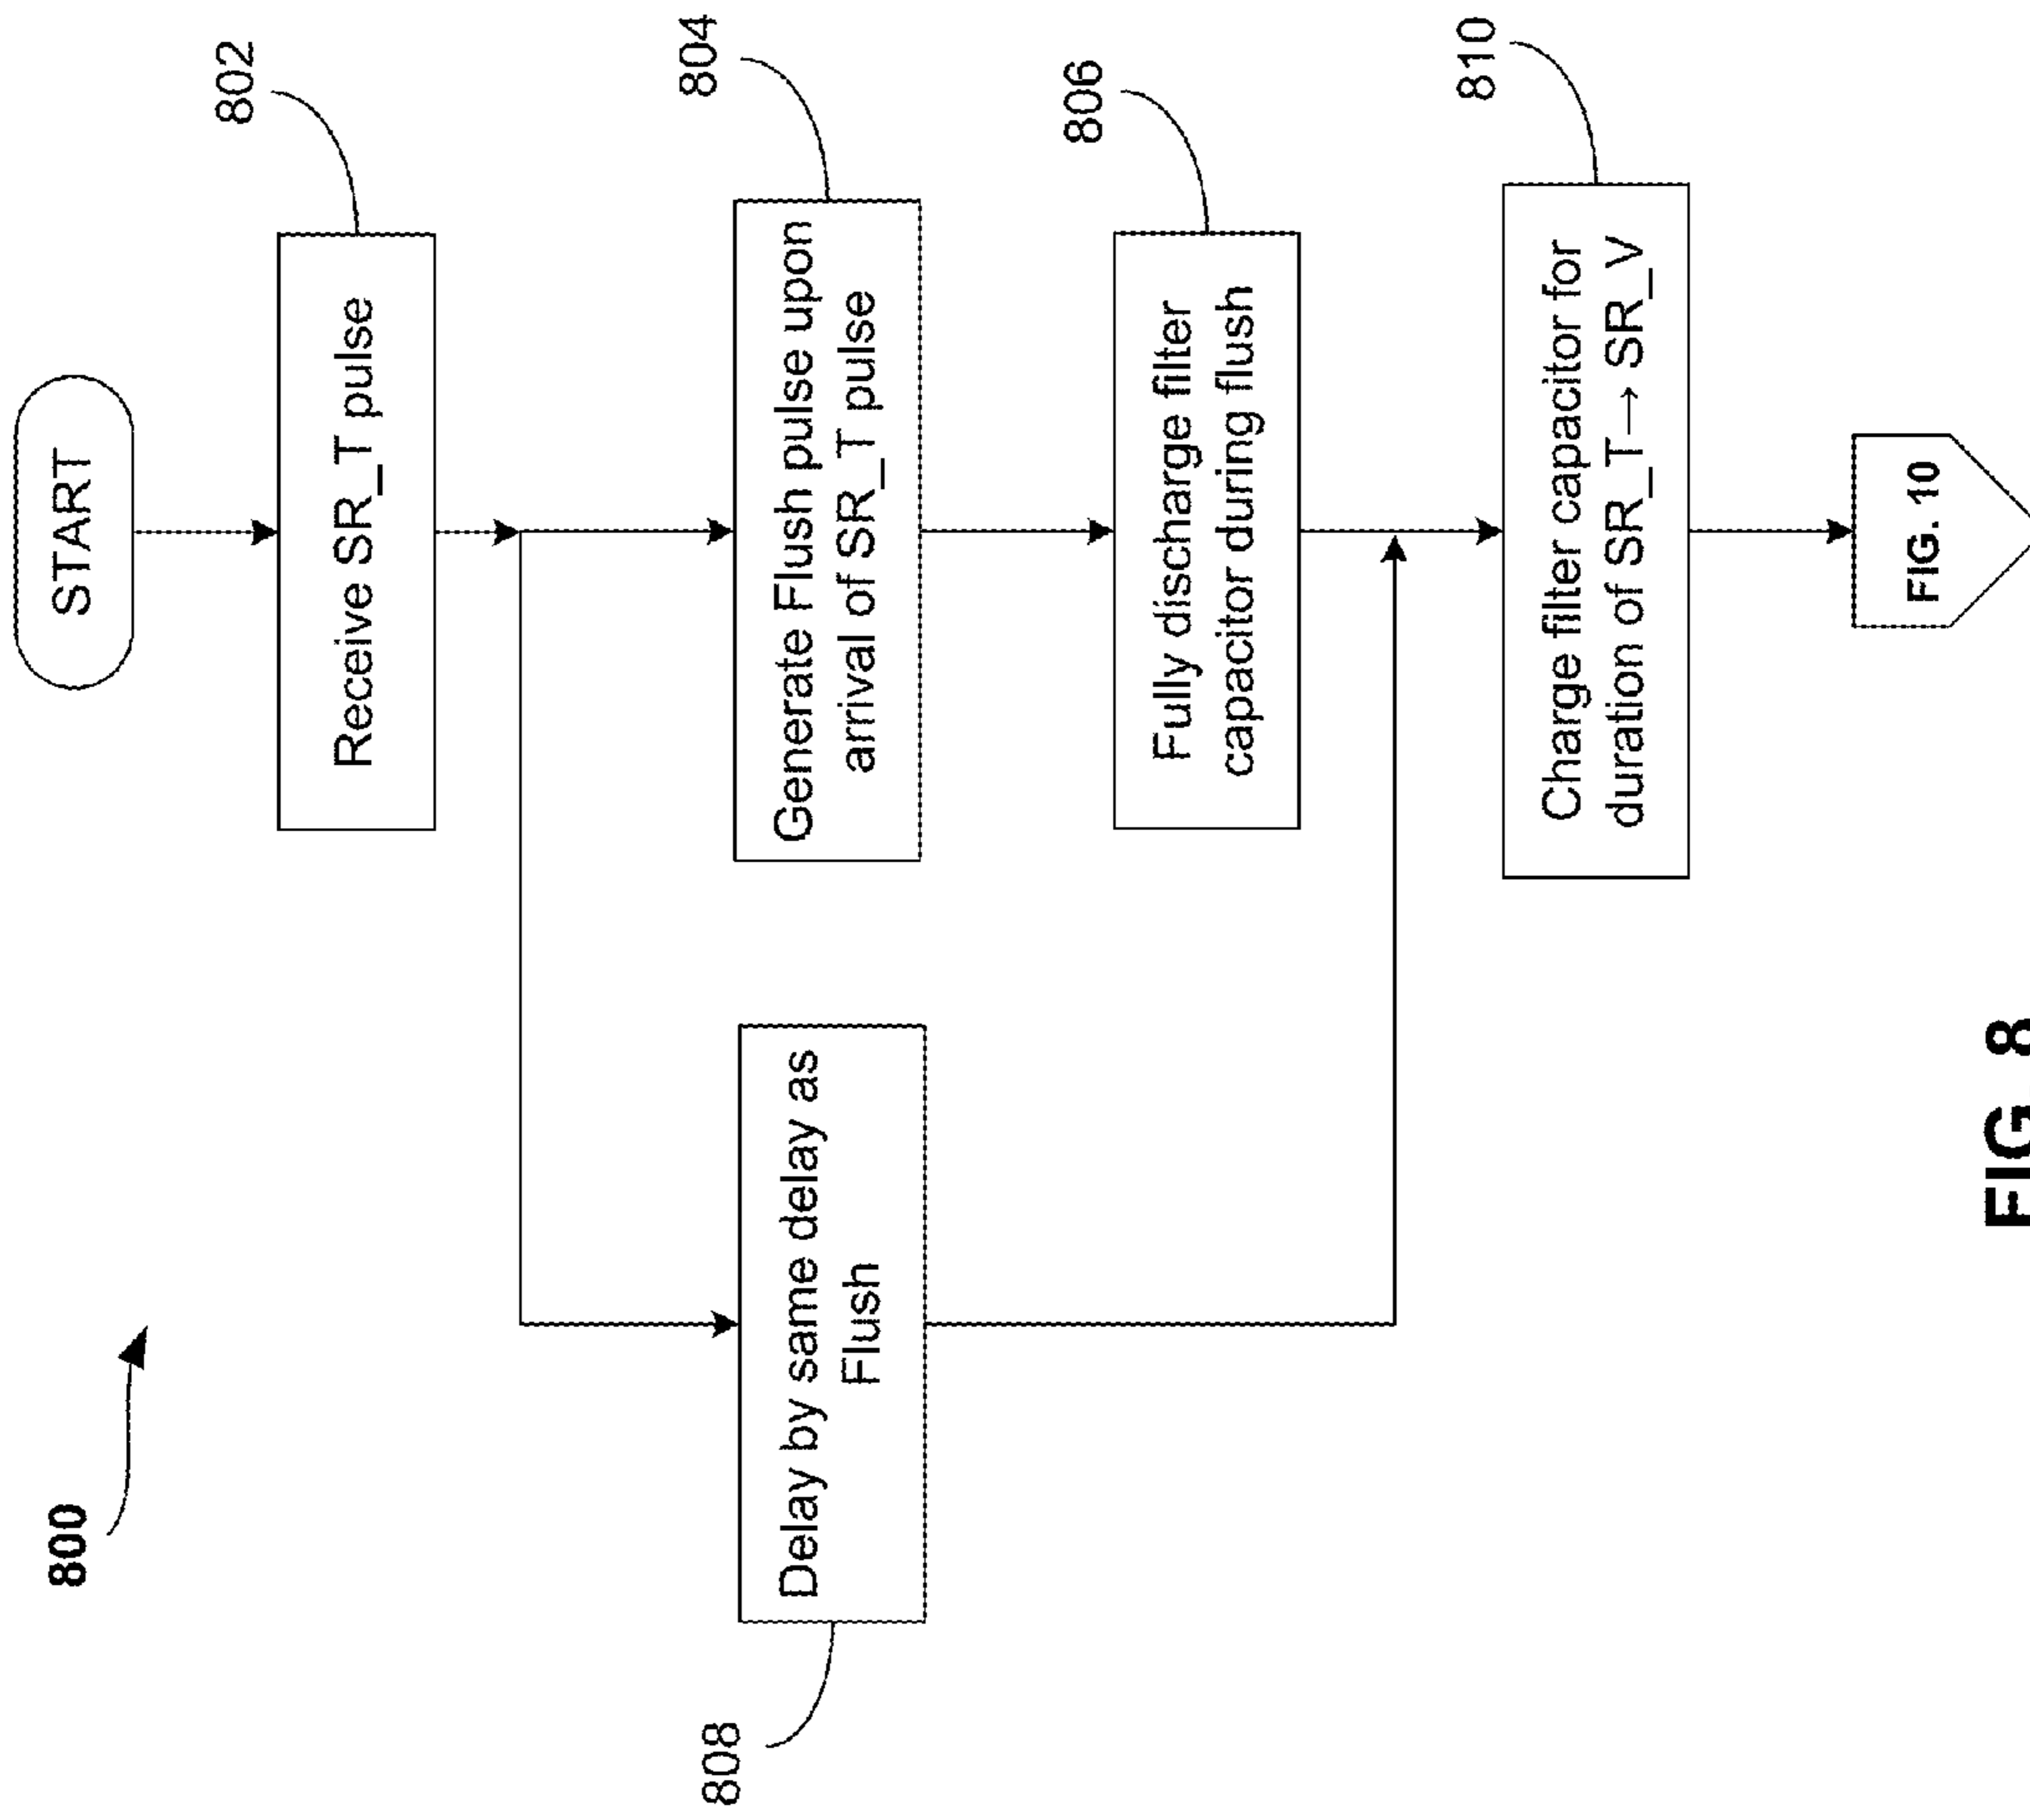 800
START
802
Receive SR_T pulse
804
Generate Flush pulse upon
arrival of SR_T pulse
808
Delay by same delay as
Flush
806
Fully discharge filter
capacitor during flush
810
Charge filter capacitor for
duration of SR_T→ SR_V
FIG. 10
FIG. 8